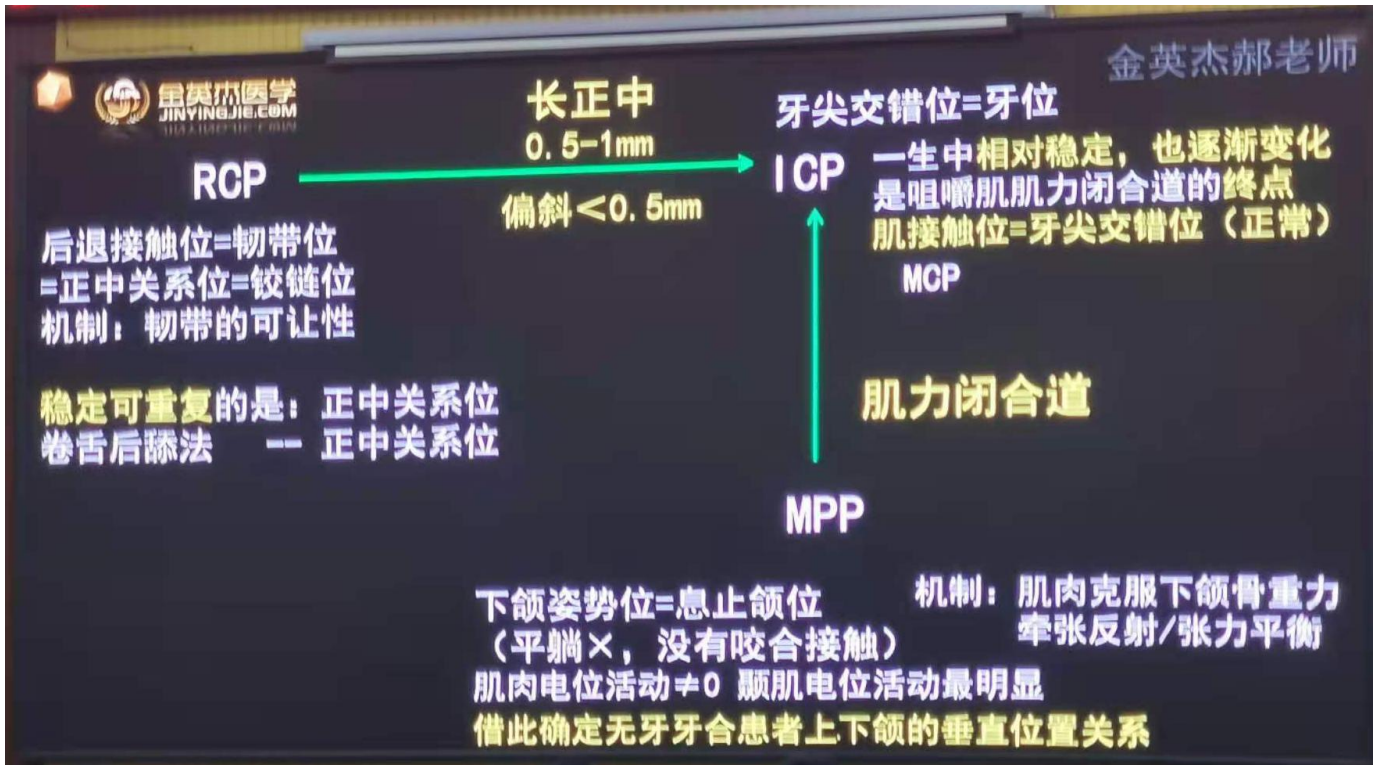 金英杰郝老师
金英杰医学
JINYINGJIE.COM
长正中
0.5-1mm
偏斜<0.5mm
RCP
后退接触位=韧带位
=正中关系位=铰链位
机制：韧带的可让性
稳定可重复的是：正中关系位
卷舌后舔法 -- 正中关系位
牙尖交错位=牙位
ICP
一生中相对稳定，也逐渐变化
是咀嚼肌肌力闭合道的终点
肌接触位=牙尖交错位（正常）
MCP
肌力闭合道
MPP
下颌姿势位=息止颌位
（平躺×，没有咬合接触）
肌肉电位活动≠0 颞肌电位活动最明显
借此确定无牙牙合患者上下颌的垂直位置关系
机制：肌肉克服下颌骨重力
牵张反射/张力平衡